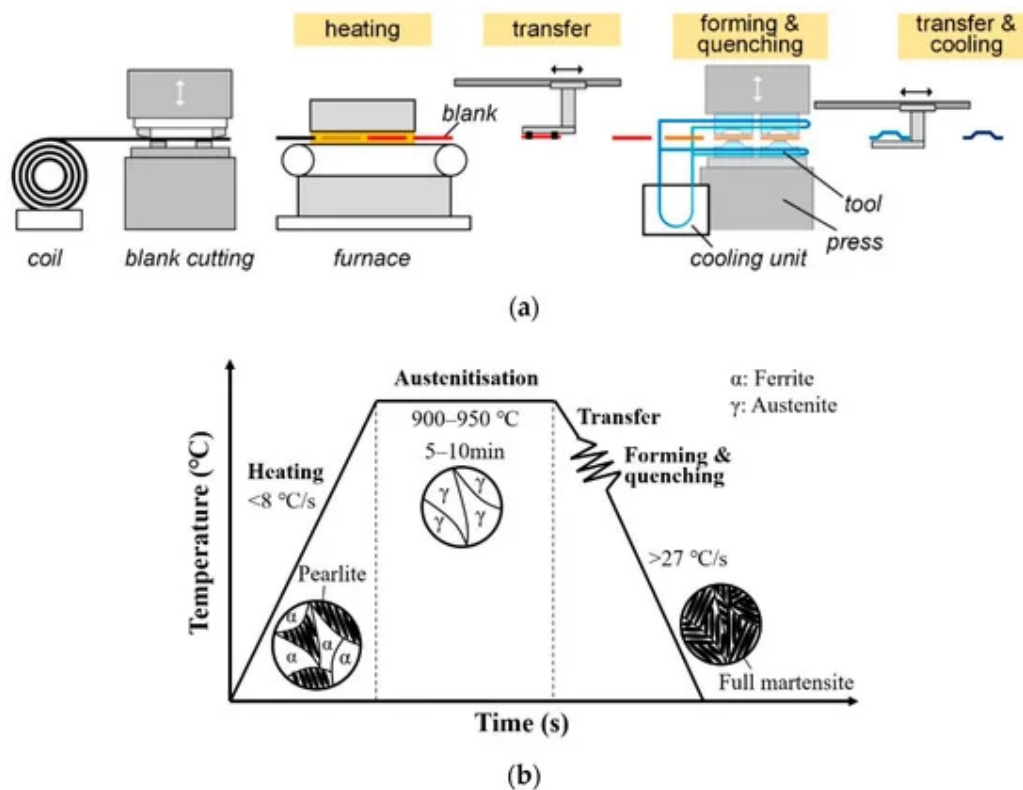 heating
transfer
forming &
quenching
transfer &
cooling
blank
tool
press
coil
blank cutting
furnace
cooling unit
(a)
Austenitisation
α: Ferrite
γ: Austenite
900–950 °C
5–10min
Transfer
Forming &
quenching
Heating
<8 °C/s
γ
γ
γ
γ
>27 °C/s
Pearlite
α
α
α
α
Full martensite
Temperature (°C)
Time (s)
(b)